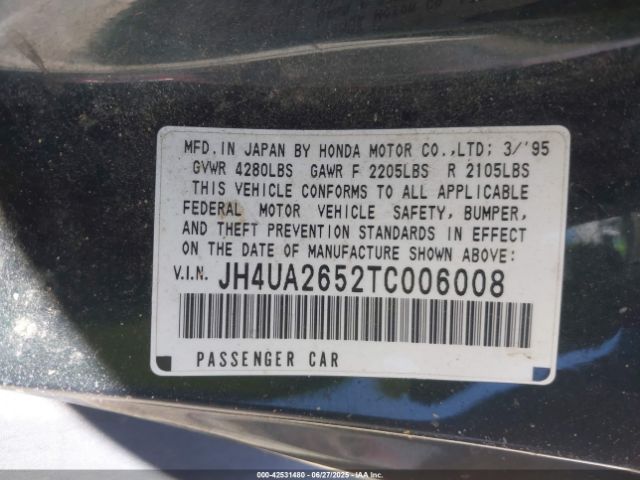 MFD. IN JAPAN BY HONDA MOTOR CO.,LTD; 3/'95
GVWR 4280LBS GAWR F 2205LBS R 2105LBS
THIS VEHICLE CONFORMS TO ALL APPLICABLE
FEDERAL MOTOR VEHICLE SAFETY, BUMPER,
AND THEFT PREVENTION STANDARDS IN EFFECT
ON THE DATE OF MANUFACTURE SHOWN ABOVE:
V.I.N. JH4UA2652TC006008
PASSENGER CAR
000-42531480 06/27/2025 IAAI.COM